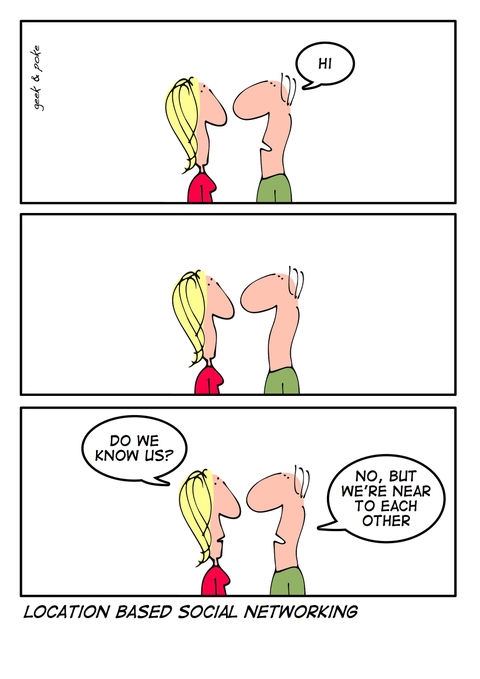 geek & poke
HI
DO WE
KNOW US?
NO, BUT
WE'RE NEAR
TO EACH
OTHER
LOCATION BASED SOCIAL NETWORKING